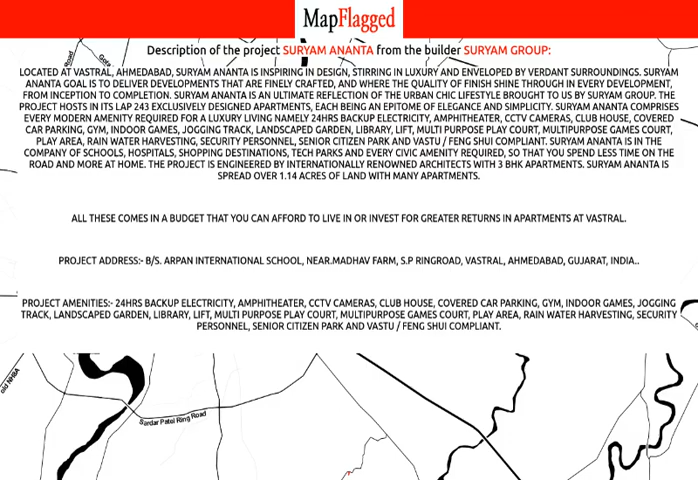 MapFlagged
Road
Description of the project SURYAM ANANTA from the builder SURYAM GROUP:
LOCATED AT VASTRAL, AHMEDABAD, SURYAM ANANTA IS INSPIRING IN DESIGN, STIRRING IN LUXURY AND ENVELOPED BY VERDANT SURROUNDINGS. SURYAM
ANANTA GOAL IS TO DELIVER DEVELOPMENTS THAT ARE FINELY CRAFTED, AND WHERE THE QUALITY OF FINISH SHINE THROUGH IN EVERY DEVELOPMENT,
FROM INCEPTION TO COMPLETION. SURYAM ANANTA IS AN ULTIMATE REFLECTION OF THE URBAN CHIC LIFESTYLE BROUGHT TO US BY SURYAM GROUP. THE
PROJECT HOSTS IN ITS LAP 243 EXCLUSIVELY DESIGNED APARTMENTS, EACH BEING AN EPITOME OF ELEGANCE AND SIMPLICITY. SURYAM ANANTA COMPRISES
EVERY MODERN AMENITY REQUIRED FOR A LUXURY LIVING NAMELY 24HRS BACKUP ELECTRICITY, AMPHITHEATER, CCTV CAMERAS, CLUB HOUSE, COVERED
CAR PARKING, GYM, INDOOR GAMES, JOGGING TRACK, LANDSCAPED GARDEN, LIBRARY, LIFT, MULTI PURPOSE PLAY COURT, MULTIPURPOSE GAMES COURT,
PLAY AREA, RAIN WATER HARVESTING, SECURITY PERSONNEL, SENIOR CITIZEN PARK AND VASTU / FENG SHUI COMPLIANT. SURYAM ANANTA IS IN THE
COMPANY OF SCHOOLS, HOSPITALS, SHOPPING DESTINATIONS, TECH PARKS AND EVERY CIVIC AMENITY REQUIRED, SO THAT YOU SPEND LESS TIME ON THE
ROAD AND MORE AT HOME. THE PROJECT IS ENGINEERED BY INTERNATIONALLY RENOWNED ARCHITECTS WITH 3 BHK APARTMENTS. SURYAM ANANTA IS
SPREAD OVER 1.14 ACRES OF LAND WITH MANY APARTMENTS.
ALL THESE COMES IN A BUDGET THAT YOU CAN AFFORD TO LIVE IN OR INVEST FOR GREATER RETURNS IN APARTMENTS AT VASTRAL.
PROJECT ADDRESS:- B/S. ARPAN INTERNATIONAL SCHOOL, NEAR.MADHAV FARM, S.P RINGROAD, VASTRAL, AHMEDABAD, GUJARAT, INDIA..
PROJECT AMENITIES:- 24HRS BACKUP ELECTRICITY, AMPHITHEATER, CCTV CAMERAS, CLUB HOUSE, COVERED CAR PARKING, GYM, INDOOR GAMES, JOGGING
TRACK, LANDSCAPED GARDEN, LIBRARY, LIFT, MULTI PURPOSE PLAY COURT, MULTIPURPOSE GAMES COURT, PLAY AREA, RAIN WATER HARVESTING, SECURITY
PERSONNEL, SENIOR CITIZEN PARK AND VASTU / FENG SHUI COMPLIANT.
old NH8A
Sardar Patel Ring Road